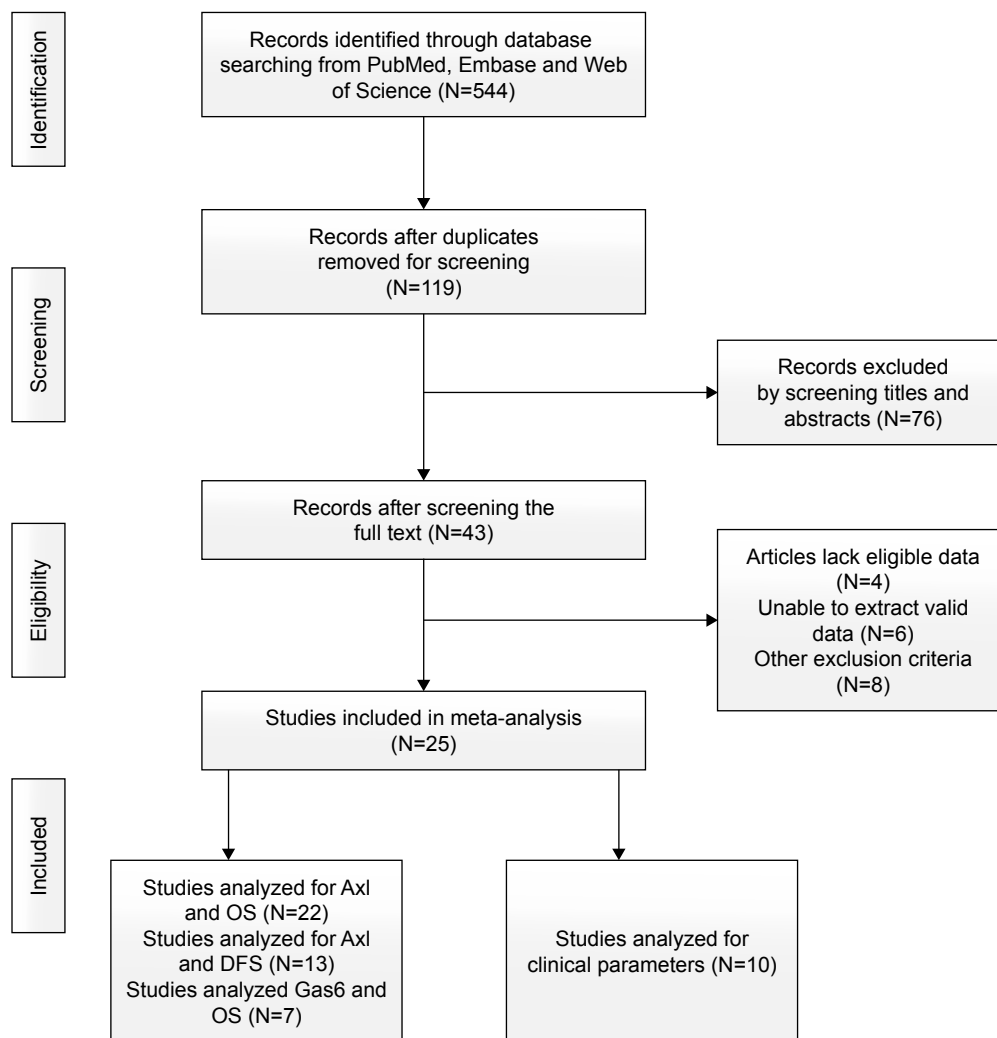 Identification
Records identified through database
searching from PubMed, Embase and Web
of Science (N=544)
Screening
Records after duplicates
removed for screening
(N=119)
Records excluded
by screening titles and
abstracts (N=76)
Eligibility
Records after screening the
full text (N=43)
Articles lack eligible data
(N=4)
Unable to extract valid
data (N=6)
Other exclusion criteria
(N=8)
Studies included in meta-analysis
(N=25)
Included
Studies analyzed for Axl
and OS (N=22)
Studies analyzed for Axl
and DFS (N=13)
Studies analyzed Gas6 and
OS (N=7)
Studies analyzed for
clinical parameters (N=10)